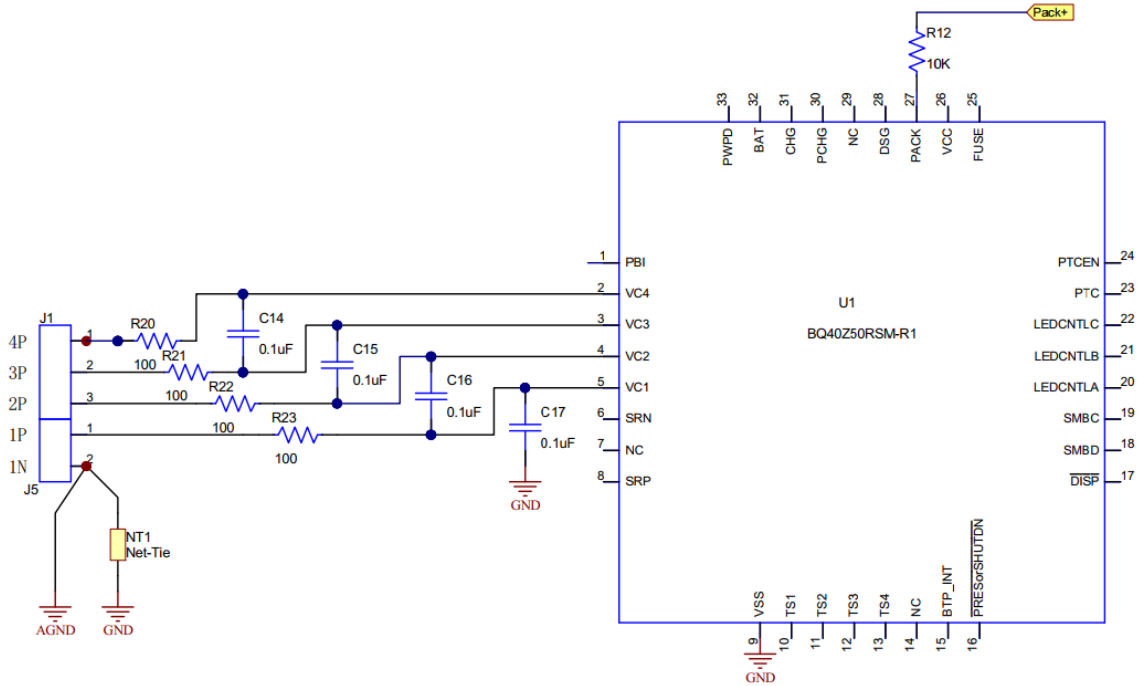 Pack+
R12
10K
33 32 31 30 29 28 27 26 25
PWPD BAT CHG PCHG NC DSG PACK VCC FUSE
1 PBI
PTCEN 24
2 VC4
PTC 23
U1
J1
R20
C14
3 VC3
LEDCNTLC 22
BQ40Z50RSM-R1
4P 1
0.1uF
R21
C15
4 VC2
LEDCNTLB 21
3P 2 100
0.1uF
C16
R22
5 VC1
LEDCNTLA 20
2P 3 100
0.1uF
C17
R23
6 SRN
SMBC 19
1P 1 100
0.1uF
7 NC
SMBD 18
100
1N 2
8 SRP
DISP 17
J5
GND
NT1
Net-Tie
AGND GND
VSS TS1 TS2 TS3 TS4 NC BTP_INT PRESorSHUTDN
9 10 11 12 13 14 15 16
GND